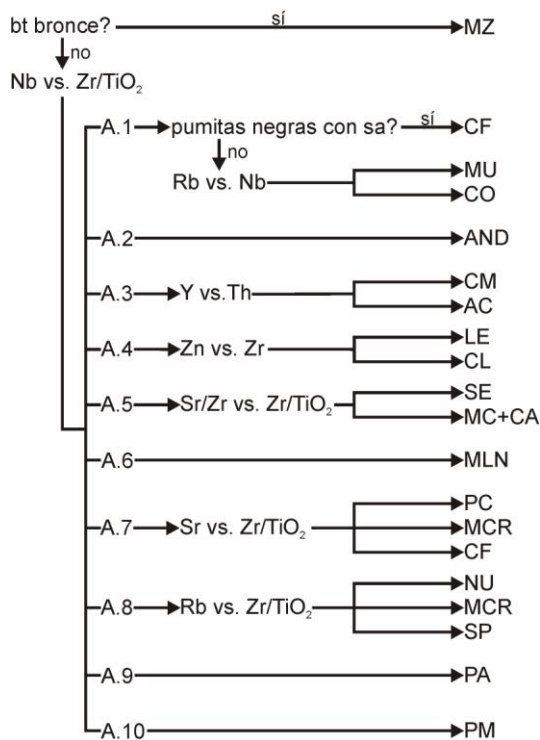 bt bronce? sí MZ
no
Nb vs. Zr/TiO₂
A.1 pumitas negras con sa? sí CF
no
Rb vs. Nb
MU
CO
A.2 AND
A.3 Y vs.Th
CM
AC
A.4 Zn vs. Zr
LE
CL
A.5 Sr/Zr vs. Zr/TiO₂
SE
MC+CA
A.6 MLN
A.7 Sr vs. Zr/TiO₂
PC
MCR
CF
A.8 Rb vs. Zr/TiO₂
NU
MCR
SP
A.9 PA
A.10 PM